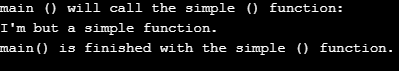 main () will call the simple () function:
I'm but a simple function.
main() is finished with the simple () function.